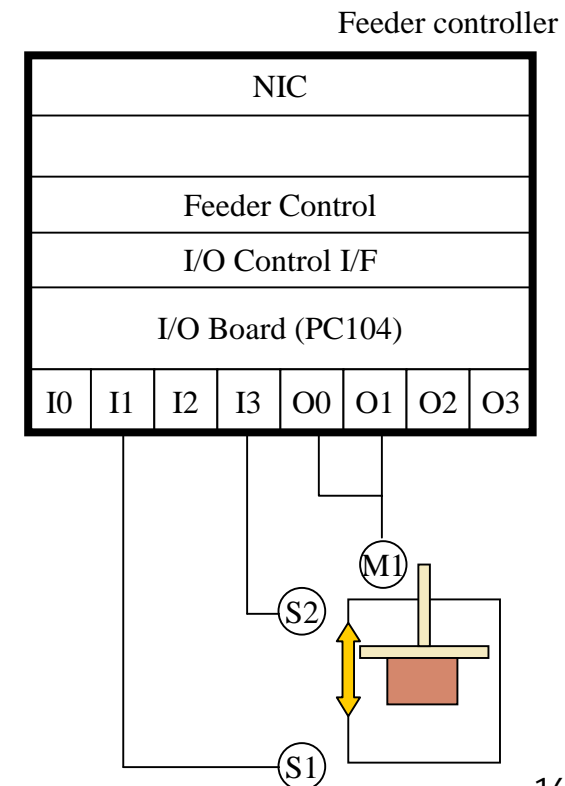 Feeder controller
NIC
Feeder Control
I/O Control I/F
I/O Board (PC104)
I0 I1 I2 I3 O0 O1 O2 O3
M1
S2
S1